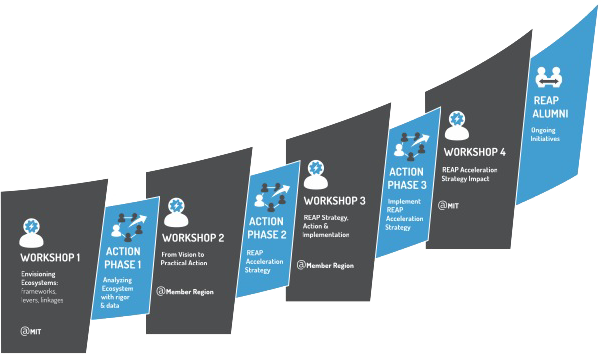 WORKSHOP 1
Envisioning
Ecosystems:
frameworks,
levers, linkages
@MIT
ACTION
PHASE 1
Analyzing
Ecosystem
with rigor
& data
WORKSHOP 2
From Vision to
Practical Action
@Member Region
ACTION
PHASE 2
REAP
Acceleration
Strategy
WORKSHOP 3
REAP Strategy,
Action &
Implementation
@Member Region
ACTION
PHASE 3
Implement
REAP
Acceleration
Strategy
WORKSHOP 4
REAP Acceleration
Strategy Impact
@MIT
REAP
ALUMNI
Ongoing
Initiatives